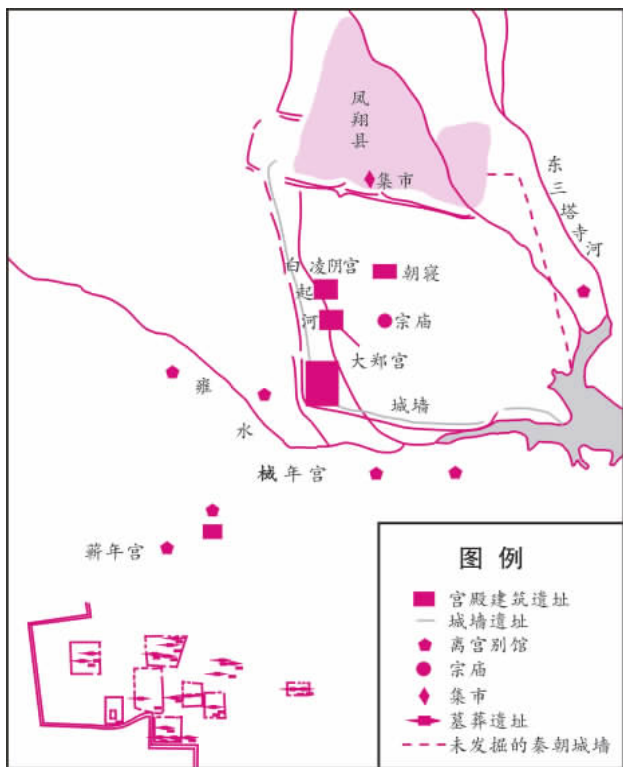 凤翔县
集市
东三塔寺河
白起河
凌阴宫
朝寝
宗庙
大郑宫
城墙
雍水
械年宫
蕲年宫
图例
宫殿建筑遗址
城墙遗址
离宫别馆
宗庙
集市
墓葬遗址
未发掘的秦朝城墙